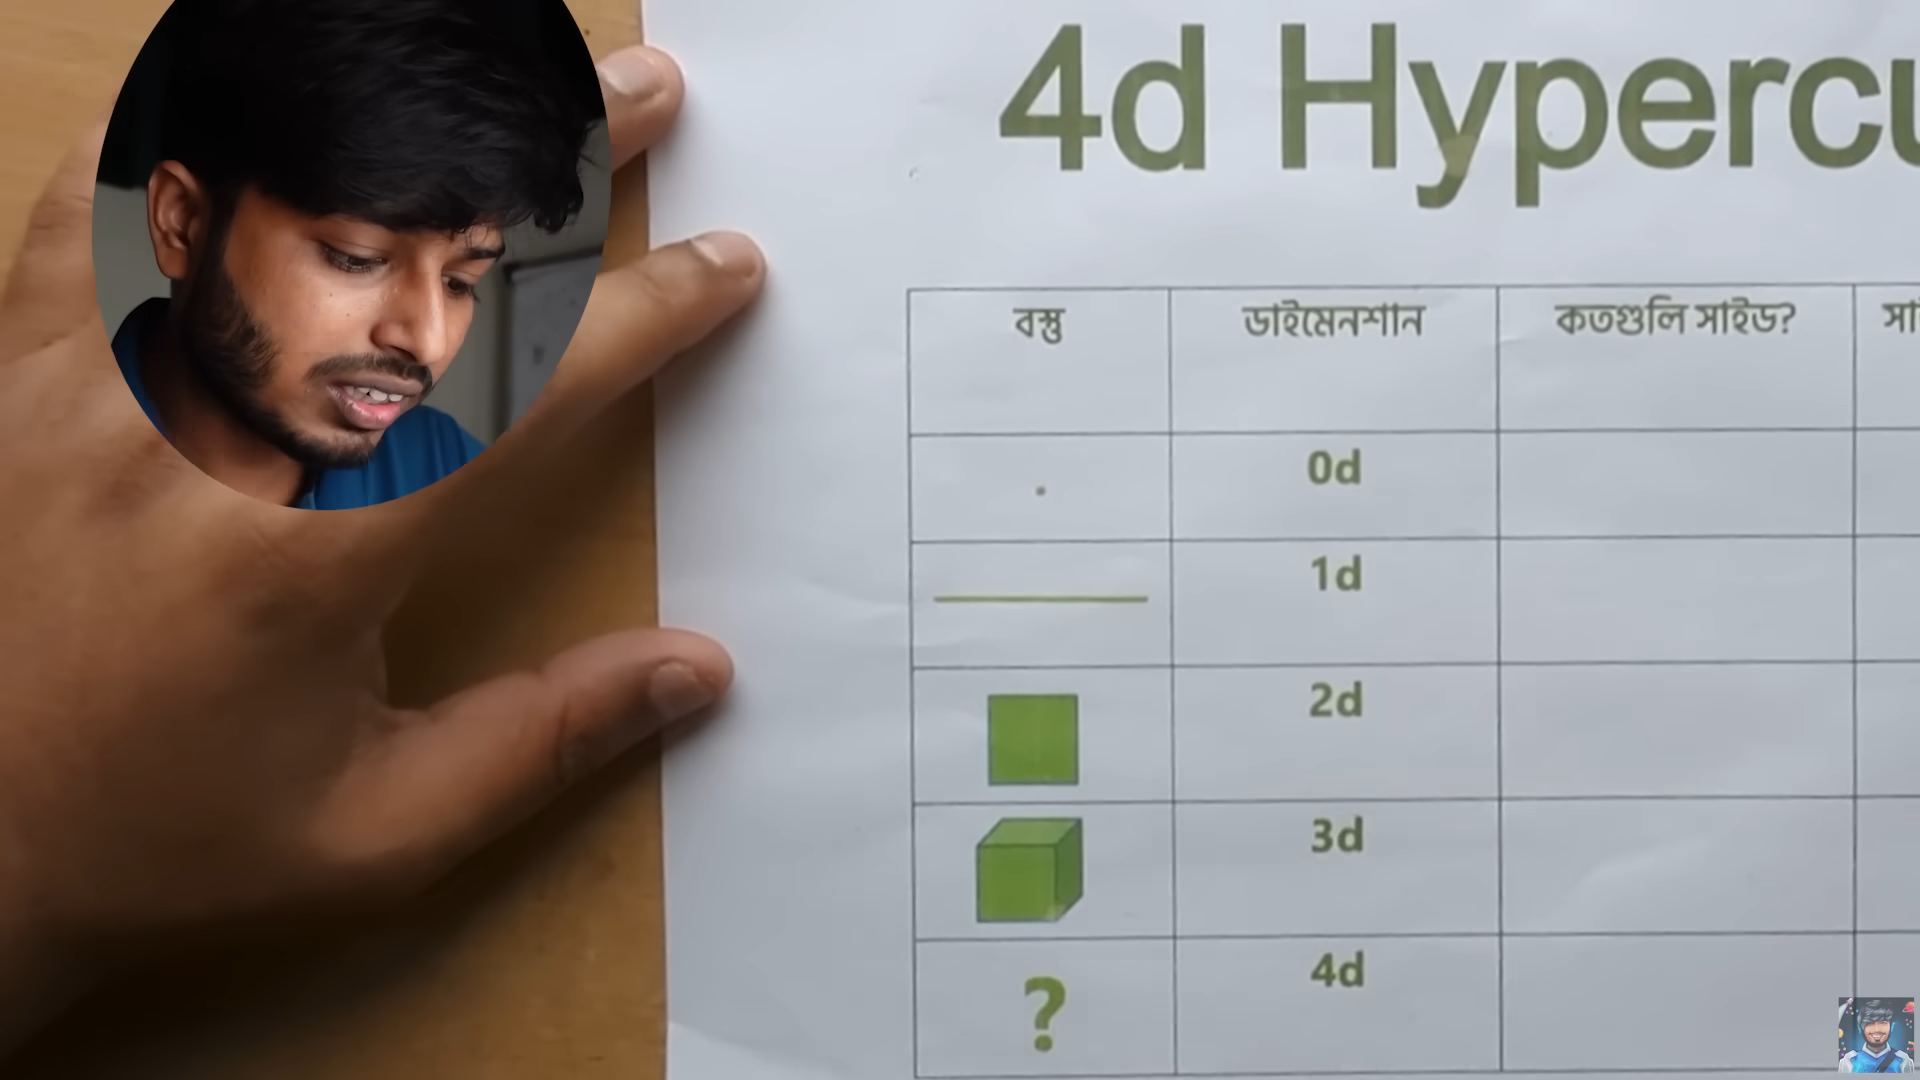 4d Hypercu
বস্তু ডাইমেনশান কতগুলি সাইড? সা
0d
1d
2d
3d
? 4d